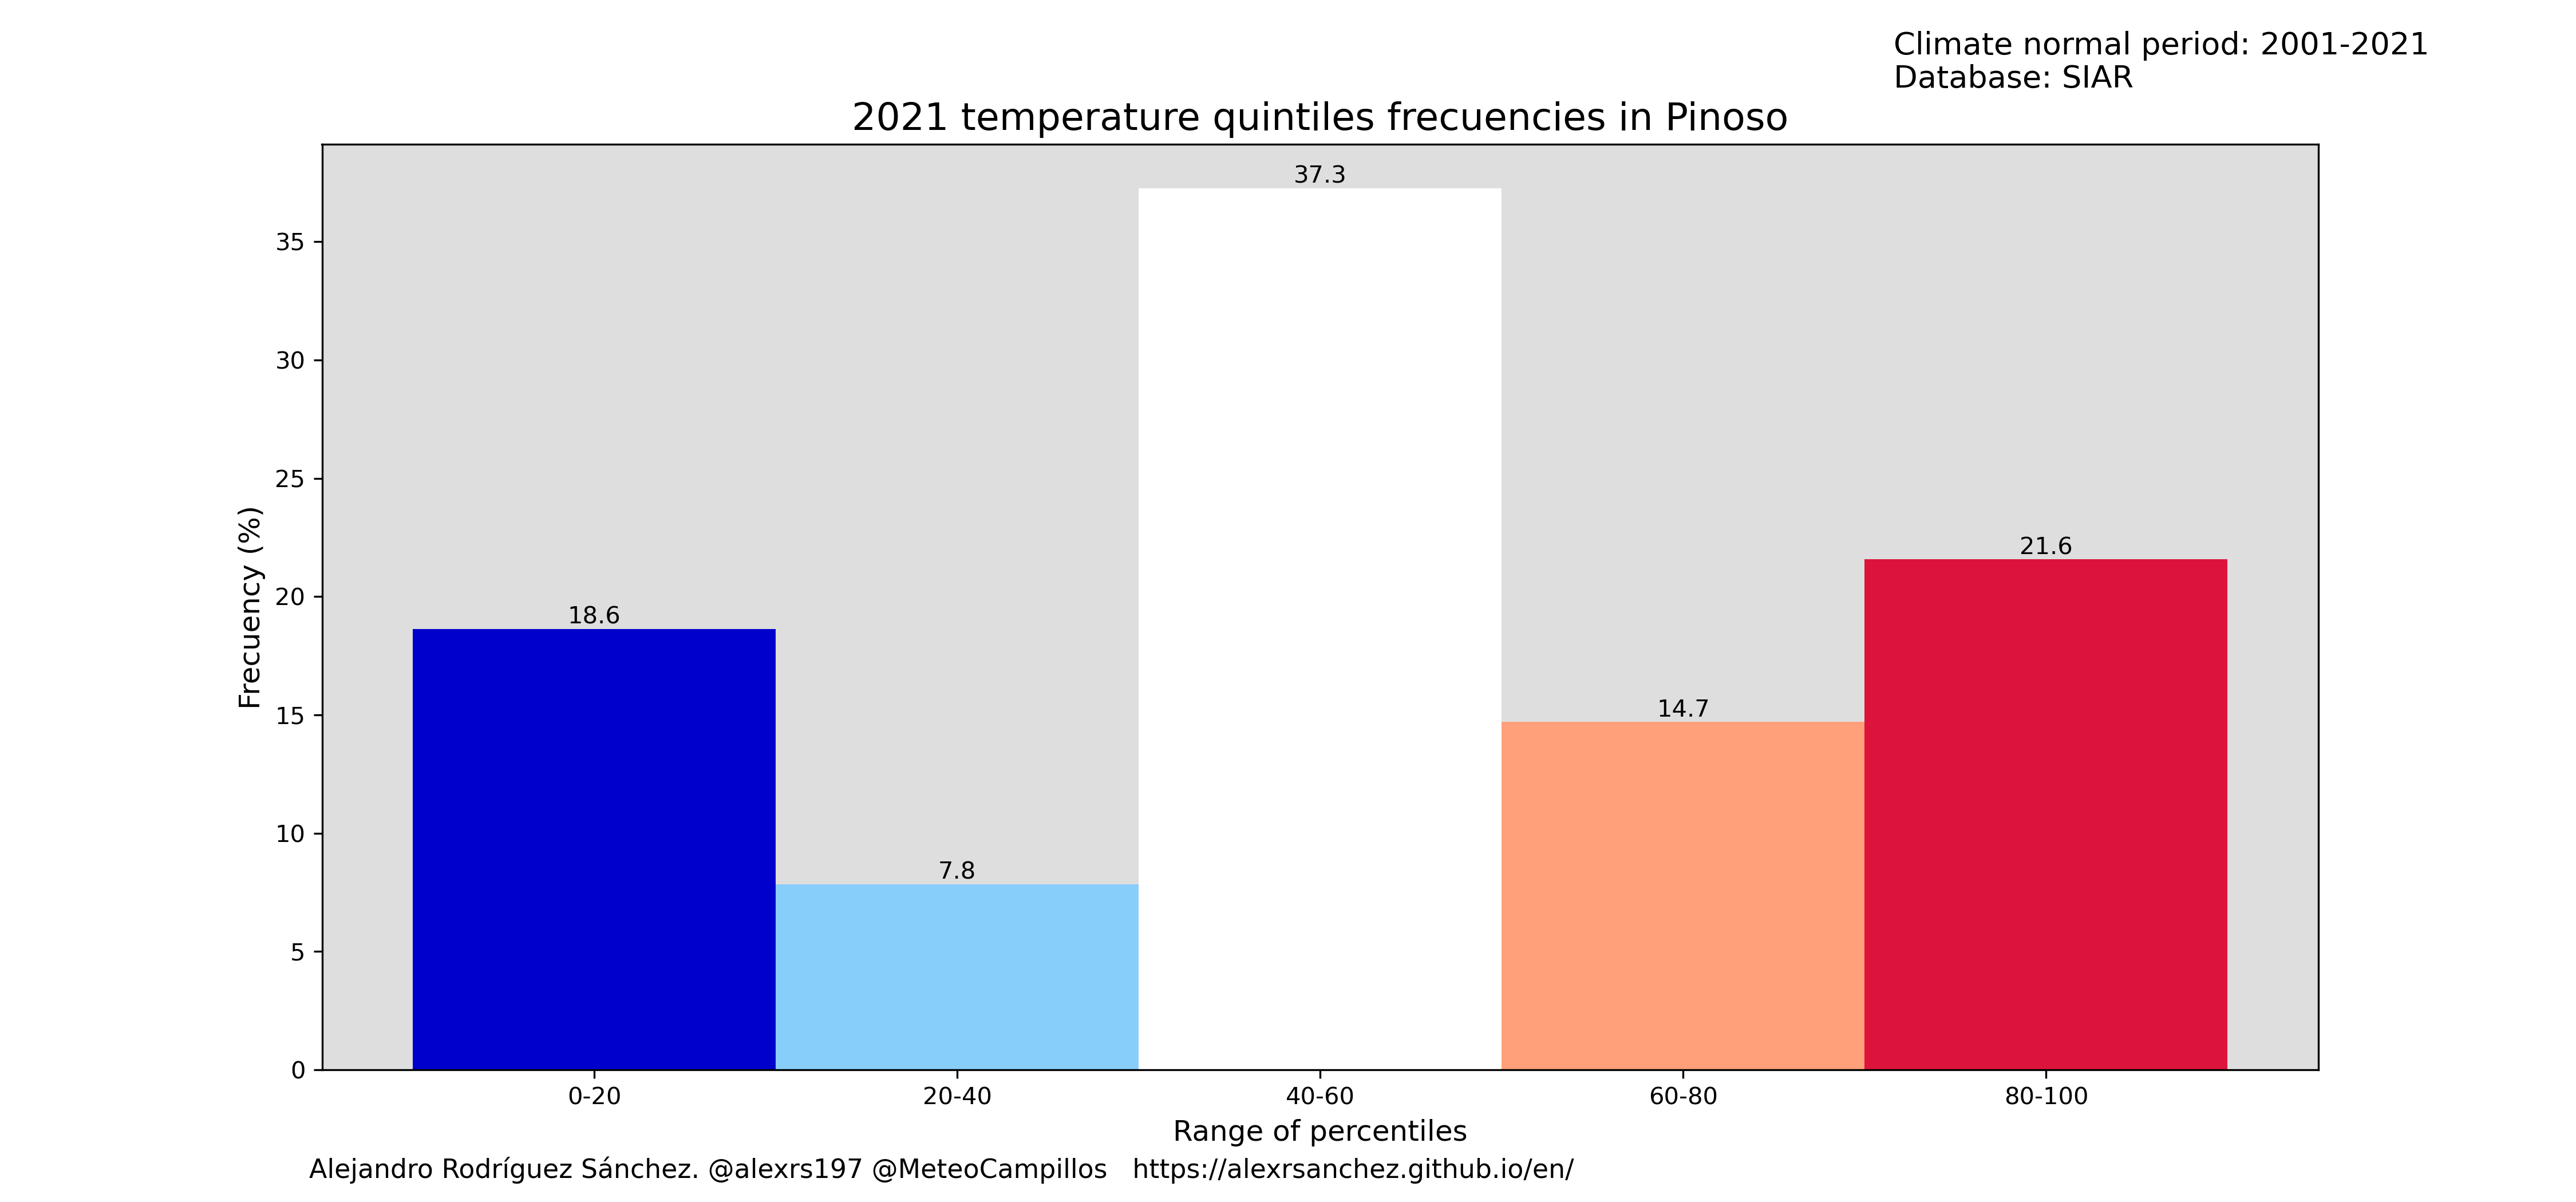 Climate normal period: 2001-2021
Database: SIAR
2021 temperature quintiles frecuencies in Pinoso
37.3
35
30
25
21.6
20
18.6
15
14.7
10
7.8
5
0
Frecuency (%)
0-20 20-40 40-60 60-80 80-100
Range of percentiles
Alejandro Rodríguez Sánchez. @alexrs197 @MeteoCampillos https://alexrsanchez.github.io/en/